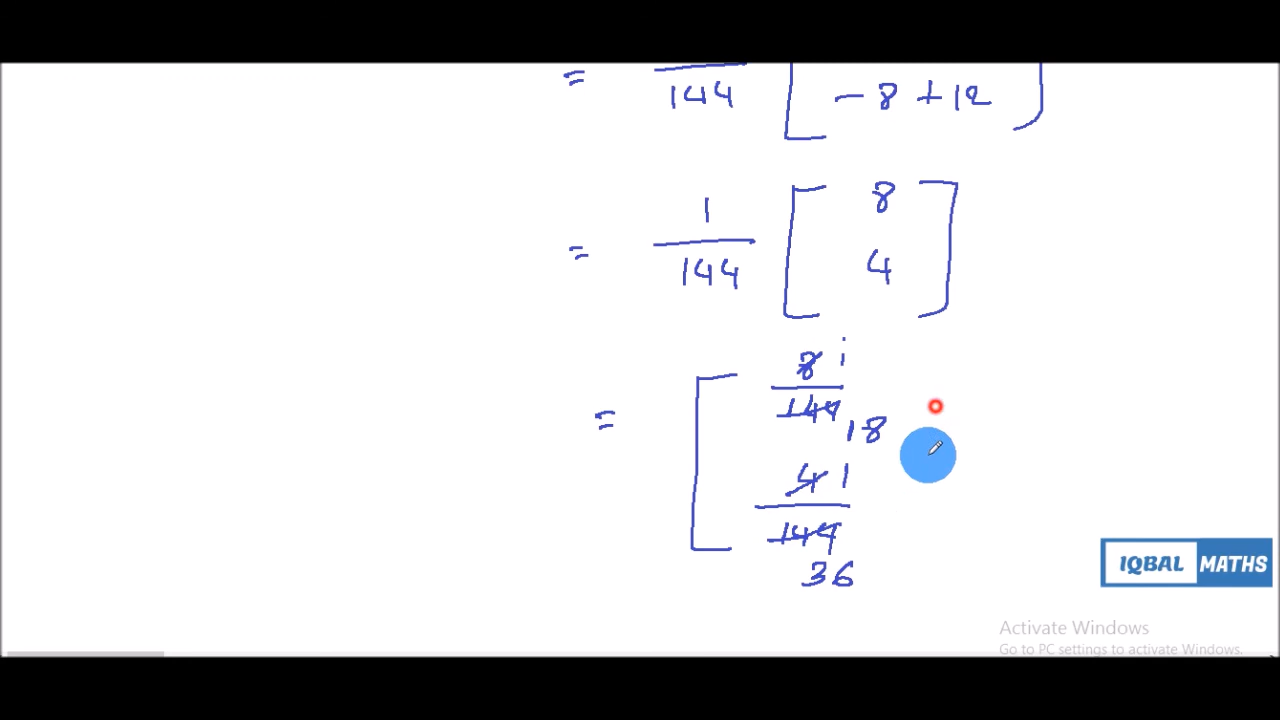 = 144 [ - 8 + 12 ]
= 1/144 [ 8
4 ]
= [ 8/144 1
18
4/144 1
36
IQBAL MATHS
Activate Windows
Go to PC settings to activate Windows.